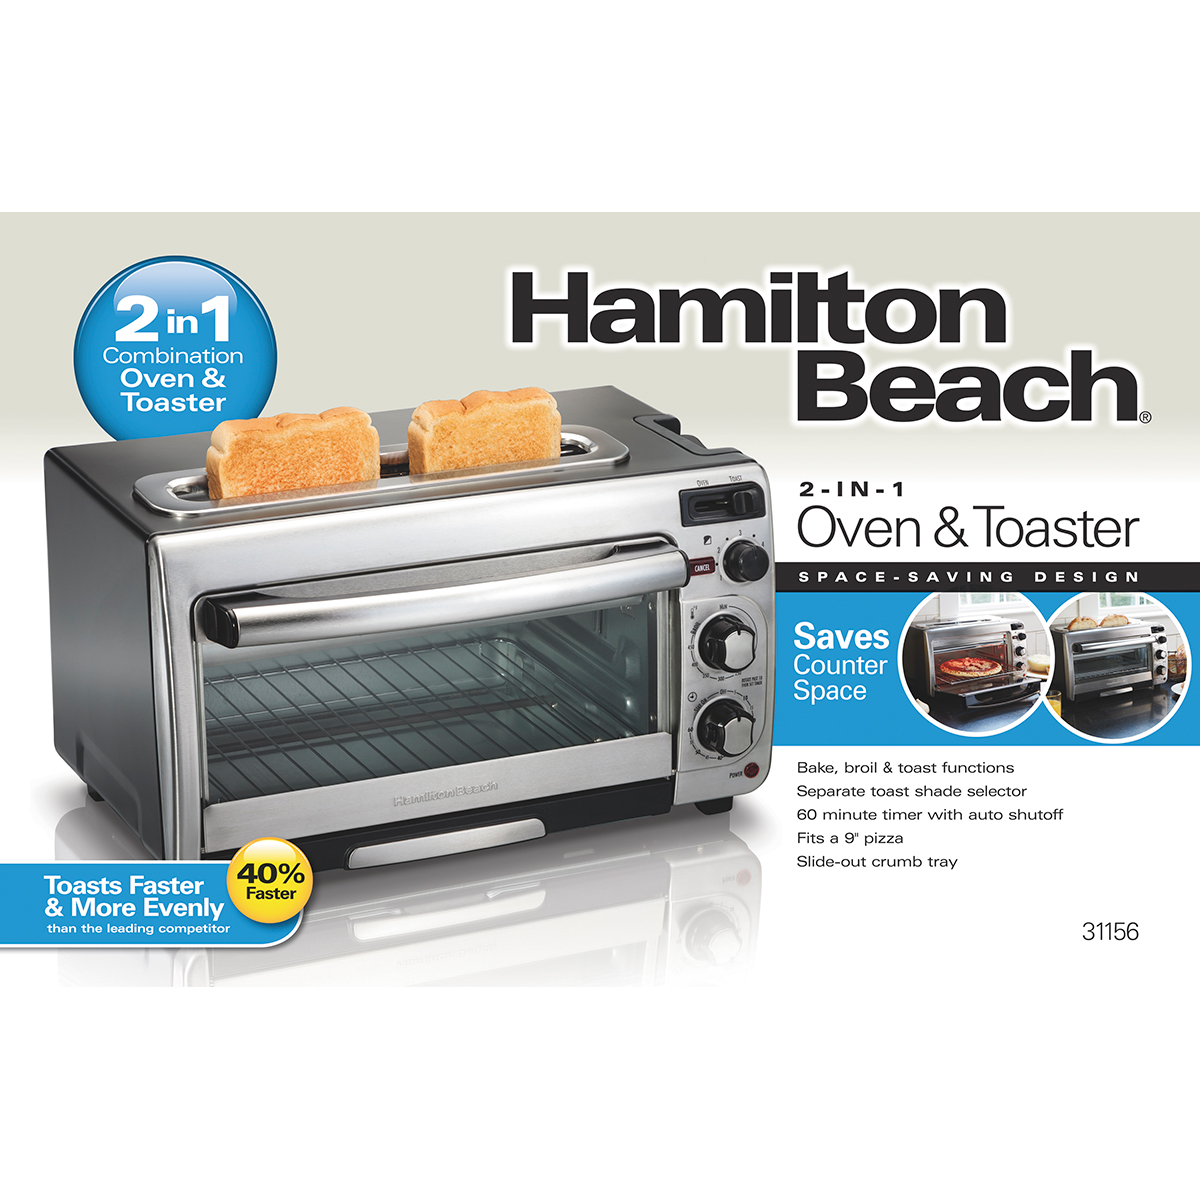 2 in 1
Combination
Oven &
Toaster
Hamilton
Beach®
2-IN-1
Oven & Toaster
SPACE-SAVING DESIGN
Saves
Counter
Space
Bake, broil & toast functions
Separate toast shade selector
60 minute timer with auto shutoff
Fits a 9" pizza
Slide-out crumb tray
31156
OVEN TOAST
CANCEL
POWER
HamiltonBeach
Toasts Faster
& More Evenly
than the leading competitor
40%
Faster